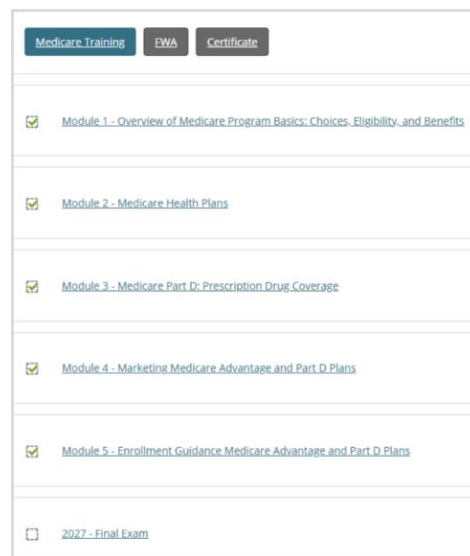 Medicare Training FWA Certificate
Module 1 - Overview of Medicare Program Basics: Choices, Eligibility, and Benefits
Module 2 - Medicare Health Plans
Module 3 - Medicare Part D: Prescription Drug Coverage
Module 4 - Marketing Medicare Advantage and Part D Plans
Module 5 - Enrollment Guidance Medicare Advantage and Part D Plans
2027 - Final Exam